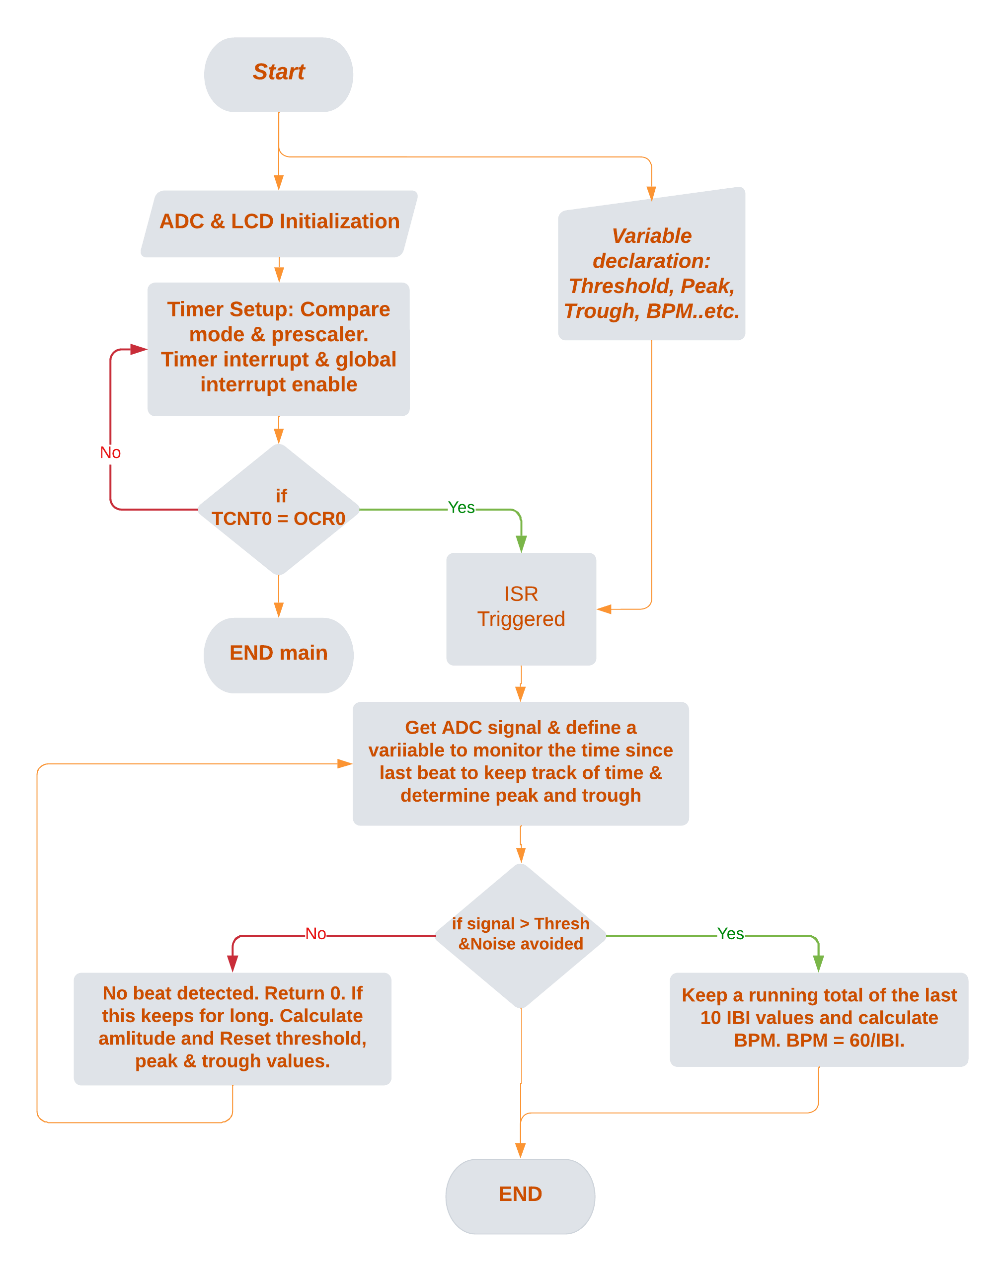 Start
ADC & LCD Initialization
Variable
declaration:
Threshold, Peak,
Trough, BPM..etc.
Timer Setup: Compare
mode & prescaler.
Timer interrupt & global
interrupt enable
No
if
TCNT0 = OCR0
Yes
ISR
Triggered
END main
Get ADC signal & define a
variiable to monitor the time since
last beat to keep track of time &
determine peak and trough
if signal > Thresh
&Noise avoided
No
Yes
No beat detected. Return 0. If
this keeps for long. Calculate
amlitude and Reset threshold,
peak & trough values.
Keep a running total of the last
10 IBI values and calculate
BPM. BPM = 60/IBI.
END